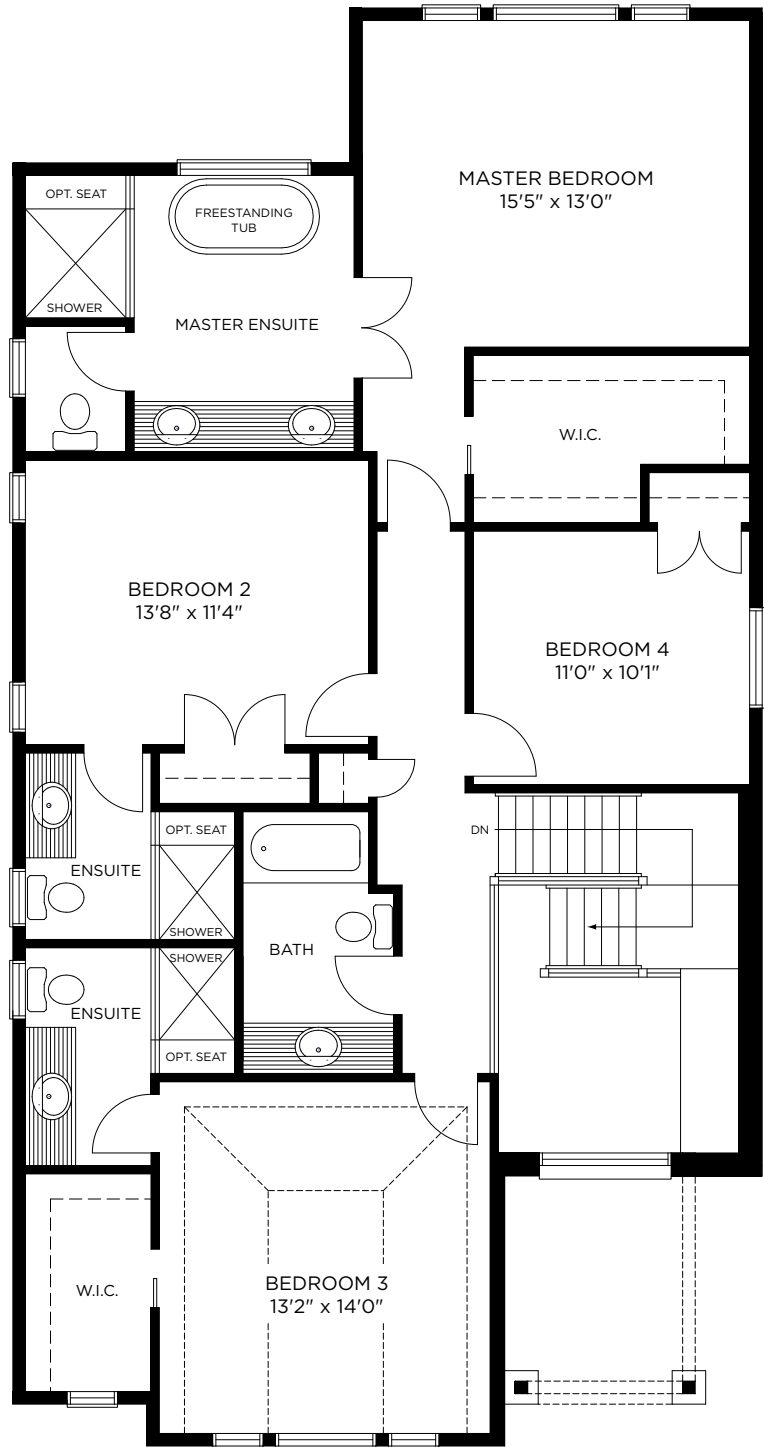 MASTER BEDROOM
15'5" x 13'0"
OPT. SEAT
FREESTANDING
TUB
SHOWER
MASTER ENSUITE
W.I.C.
BEDROOM 2
13'8" x 11'4"
BEDROOM 4
11'0" x 10'1"
OPT. SEAT
DN
ENSUITE
SHOWER
BATH
SHOWER
ENSUITE
OPT. SEAT
W.I.C.
BEDROOM 3
13'2" x 14'0"